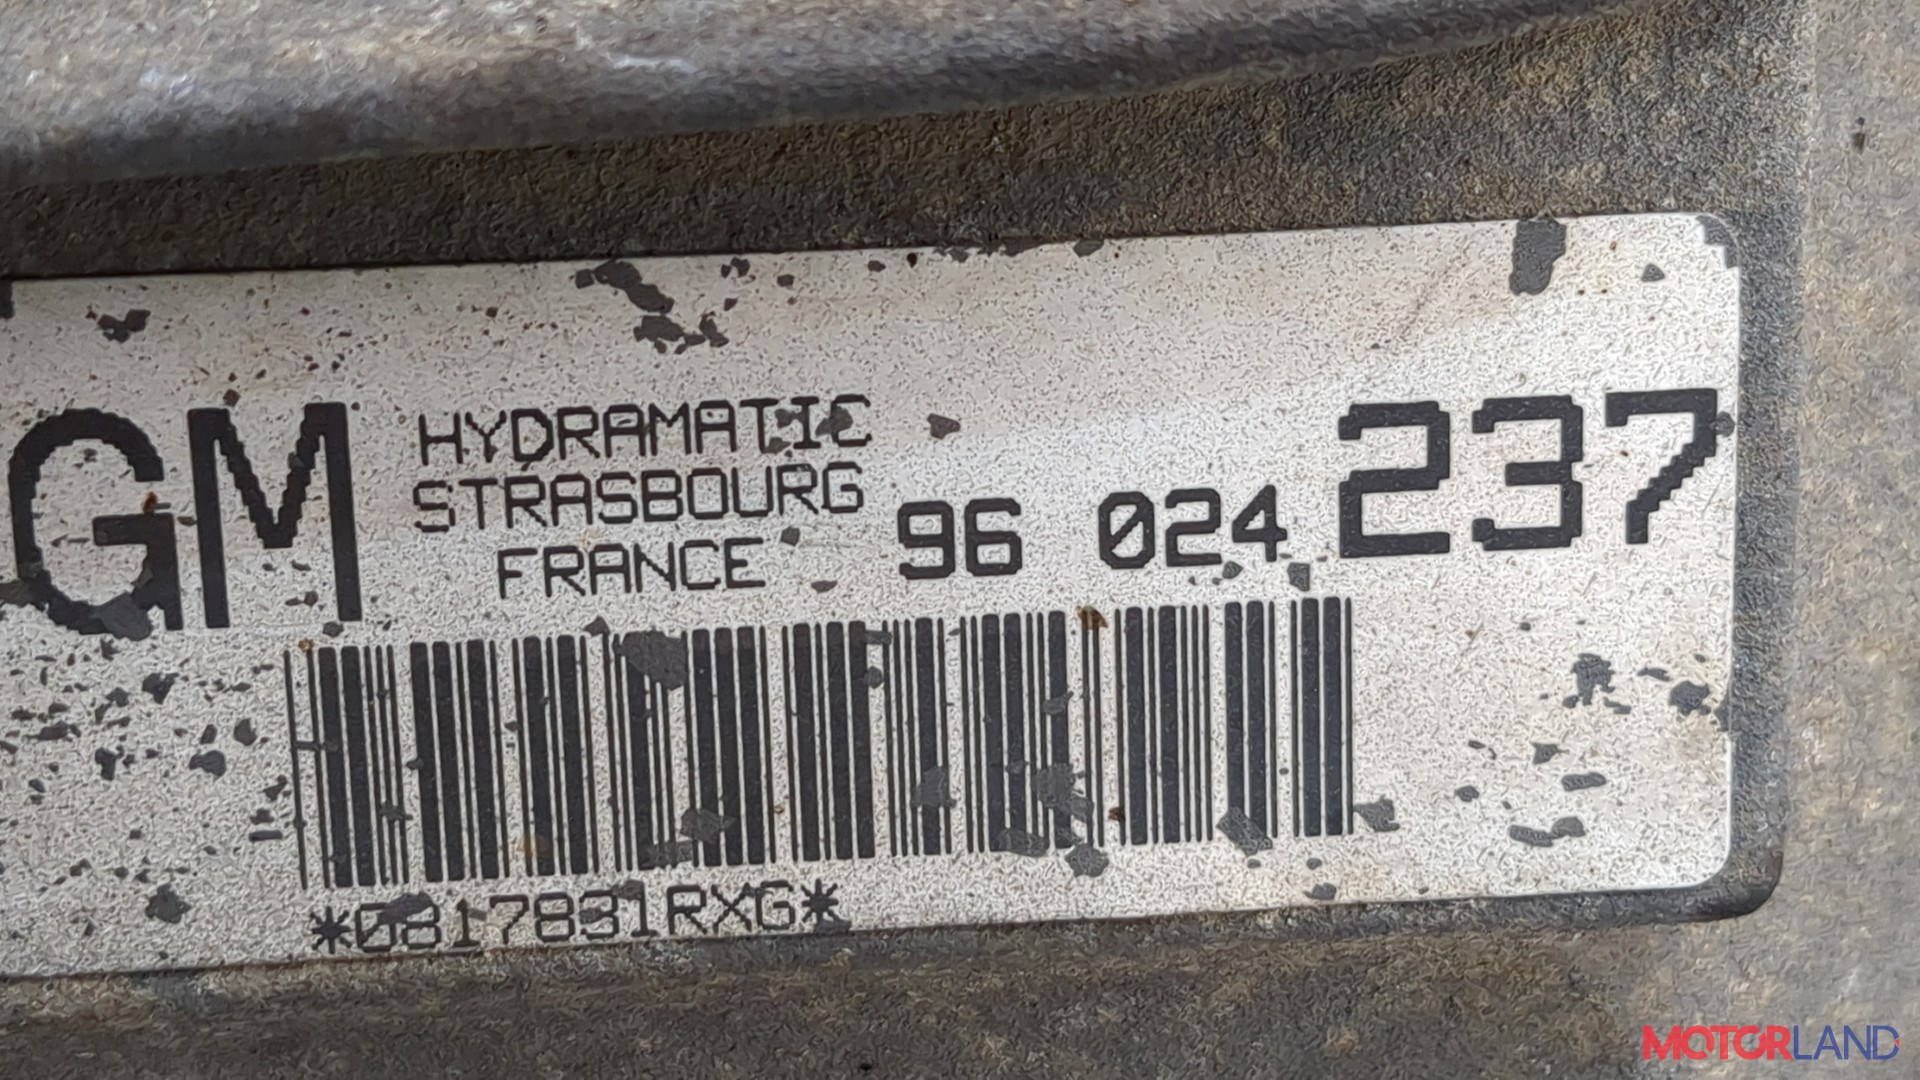 GM
HYDRAMATIC
STRASBOURG
FRANCE
96 024 237
*0817831RXG*
MOTORLAND